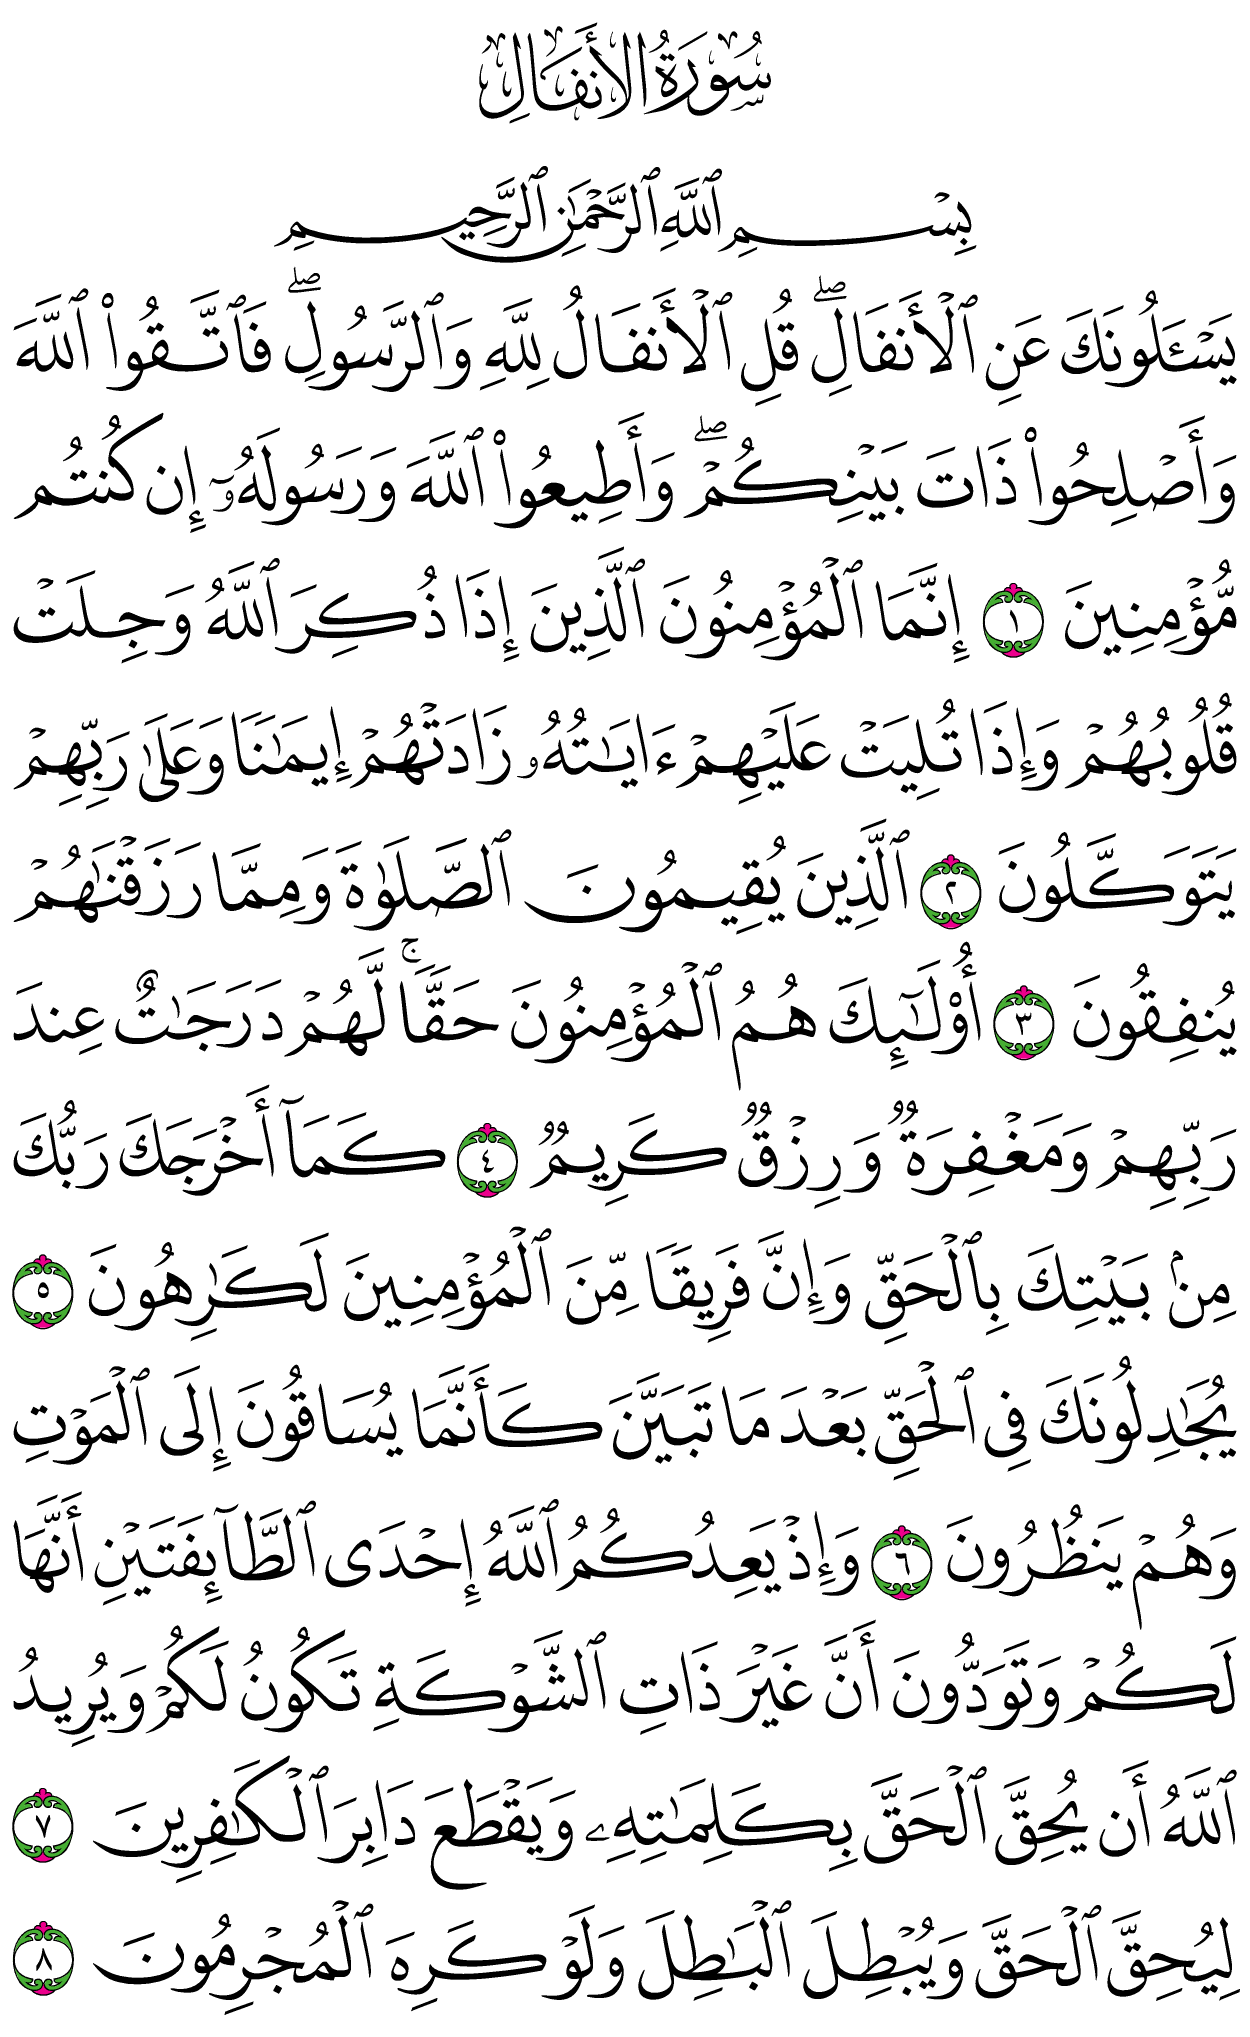 سُورَةُ الأَنفَالِ
بِسْمِ ٱللَّهِ ٱلرَّحْمَٰنِ ٱلرَّحِيمِ
يَسْـَٔلُونَكَ عَنِ ٱلْأَنفَالِ ۖ قُلِ ٱلْأَنفَالُ لِلَّهِ وَٱلرَّسُولِ ۖ فَٱتَّقُوا۟ ٱللَّهَ
وَأَصْلِحُوا۟ ذَاتَ بَيْنِكُمْ ۖ وَأَطِيعُوا۟ ٱللَّهَ وَرَسُولَهُۥٓ إِن كُنتُم
مُّؤْمِنِينَ ١ إِنَّمَا ٱلْمُؤْمِنُونَ ٱلَّذِينَ إِذَا ذُكِرَ ٱللَّهُ وَجِلَتْ
قُلُوبُهُمْ وَإِذَا تُلِيَتْ عَلَيْهِمْ ءَايَٰتُهُۥ زَادَتْهُمْ إِيمَٰنًا وَعَلَىٰ رَبِّهِمْ
يَتَوَكَّلُونَ ٢ ٱلَّذِينَ يُقِيمُونَ ٱلصَّلَوٰةَ وَمِمَّا رَزَقْنَٰهُمْ
يُنفِقُونَ ٣ أُو۟لَٰٓئِكَ هُمُ ٱلْمُؤْمِنُونَ حَقًّا ۚ لَّهُمْ دَرَجَٰتٌ عِندَ
رَبِّهِمْ وَمَغْفِرَةٌ وَرِزْقٌ كَرِيمٌ ٤ كَمَآ أَخْرَجَكَ رَبُّكَ
مِنۢ بَيْتِكَ بِٱلْحَقِّ وَإِنَّ فَرِيقًا مِّنَ ٱلْمُؤْمِنِينَ لَكَٰرِهُونَ ٥
يُجَٰدِلُونَكَ فِى ٱلْحَقِّ بَعْدَ مَا تَبَيَّنَ كَأَنَّمَا يُسَاقُونَ إِلَى ٱلْمَوْتِ
وَهُمْ يَنظُرُونَ ٦ وَإِذْ يَعِدُكُمُ ٱللَّهُ إِحْدَى ٱلطَّآئِفَتَيْنِ أَنَّهَا
لَكُمْ وَتَوَدُّونَ أَنَّ غَيْرَ ذَاتِ ٱلشَّوْكَةِ تَكُونُ لَكُمْ وَيُرِيدُ
ٱللَّهُ أَن يُحِقَّ ٱلْحَقَّ بِكَلِمَٰتِهِۦ وَيَقْطَعَ دَابِرَ ٱلْكَٰفِرِينَ ٧
لِيُحِقَّ ٱلْحَقَّ وَيُبْطِلَ ٱلْبَٰطِلَ وَلَوْ كَرِهَ ٱلْمُجْرِمُونَ ٨